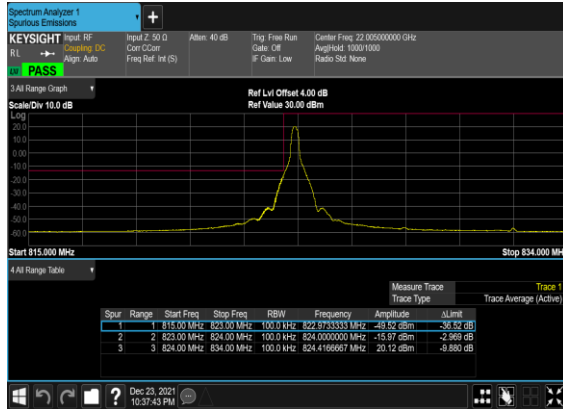 Spectrum Analyzer 1
Spurious Emissions
+
KEYSIGHT Input: RF Input Z: 50 Ω Atten: 40 dB Trig: Free Run Center Freq: 22.005000000 GHz
RL Coupling: DC Corr CCorr Gate: Off Avg|Hold: 1000/1000
Align: Auto Freq Ref: Int (S) IF Gain: Low Radio Std: None
PASS
3 All Range Graph
Ref Lvl Offset 4.00 dB
Scale/Div 10.0 dB Ref Value 30.00 dBm
Log
20.0
10.0
0.00
-10.0
-20.0
-30.0
-40.0
-50.0
-60.0
Start 815.000 MHz Stop 834.000 MH
4 All Range Table
Measure Trace Trace 1
Trace Type Trace Average (Active)
Spur Range Start Freq Stop Freq RBW Frequency Amplitude ΔLimit
1 1 815.00 MHz 823.00 MHz 100.0 kHz 822.9733333 MHz -49.52 dBm -36.52 dB
2 2 823.00 MHz 824.00 MHz 100.0 kHz 824.0000000 MHz -15.97 dBm -2.969 dB
3 3 824.00 MHz 834.00 MHz 100.0 kHz 824.4166667 MHz 20.12 dBm -9.880 dB
? Dec 23, 2021
10:37:43 PM